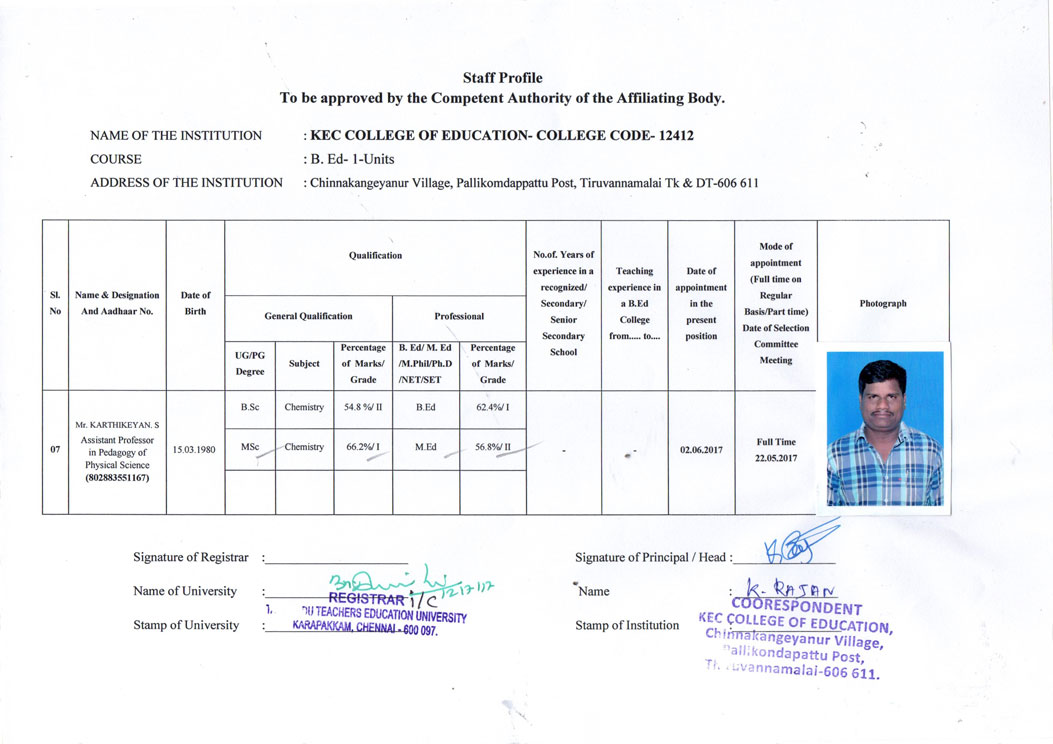 Staff Profile
To be approved by the Competent Authority of the Affiliating Body.
NAME OF THE INSTITUTION : KEC COLLEGE OF EDUCATION- COLLEGE CODE- 12412
COURSE : B. Ed- 1-Units
ADDRESS OF THE INSTITUTION : Chinnakangeyanur Village, Pallikomdappattu Post, Tiruvannamalai Tk & DT-606 611
Sl.
No
Name & Designation
And Aadhaar No.
Date of
Birth
Qualification
General Qualification
Professional
UG/PG
Degree
Subject
Percentage
of Marks/
Grade
B. Ed/ M. Ed
/M.Phil/Ph.D
/NET/SET
Percentage
of Marks/
Grade
No.of. Years of
experience in a
recognized/
Secondary/
Senior
Secondary
School
Teaching
experience in
a B.Ed
College
from..... to....
Date of
appointment
in the
present
position
Mode of
appointment
(Full time on
Regular
Basis/Part time)
Date of Selection
Committee
Meeting
Photograph
07
Mr. KARTHIKEYAN. S
Assistant Professor
in Pedagogy of
Physical Science
(802883551167)
15.03.1980
B.Sc Chemistry 54.8 %/ II B.Ed 62.4%/ I
MSc Chemistry 66.2%/ I M.Ed 56.8%/ II
-
-
02.06.2017
Full Time
22.05.2017
Signature of Registrar :
Name of University :
Stamp of University :
12/7/17
REGISTRAR i/c
TEACHERS EDUCATION UNIVERSITY
KARAPAKKAM, CHENNAI - 600 097.
Signature of Principal / Head :
Name : K. RAJAN
Stamp of Institution :
COORESPONDENT
KEC COLLEGE OF EDUCATION,
Chinnakangeyanur Village,
Pallikondapattu Post,
606 611.